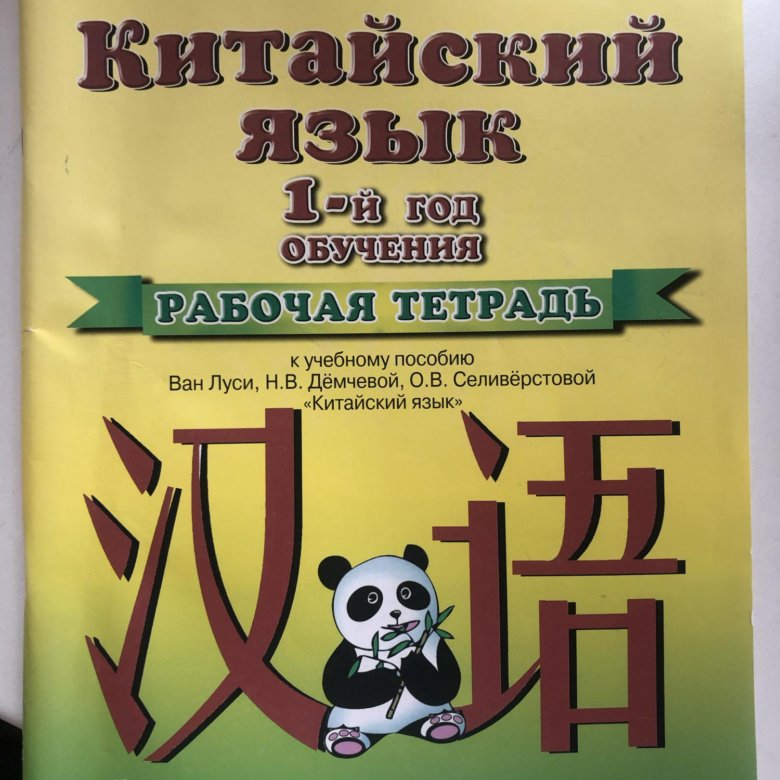 Китайский
язык
1-й год
обучения
РАБОЧАЯ ТЕТРАДЬ
к учебному пособию
Ван Луси, Н.В. Дёмчевой, О.В. Селивёрстовой
«Китайский язык»
汉语